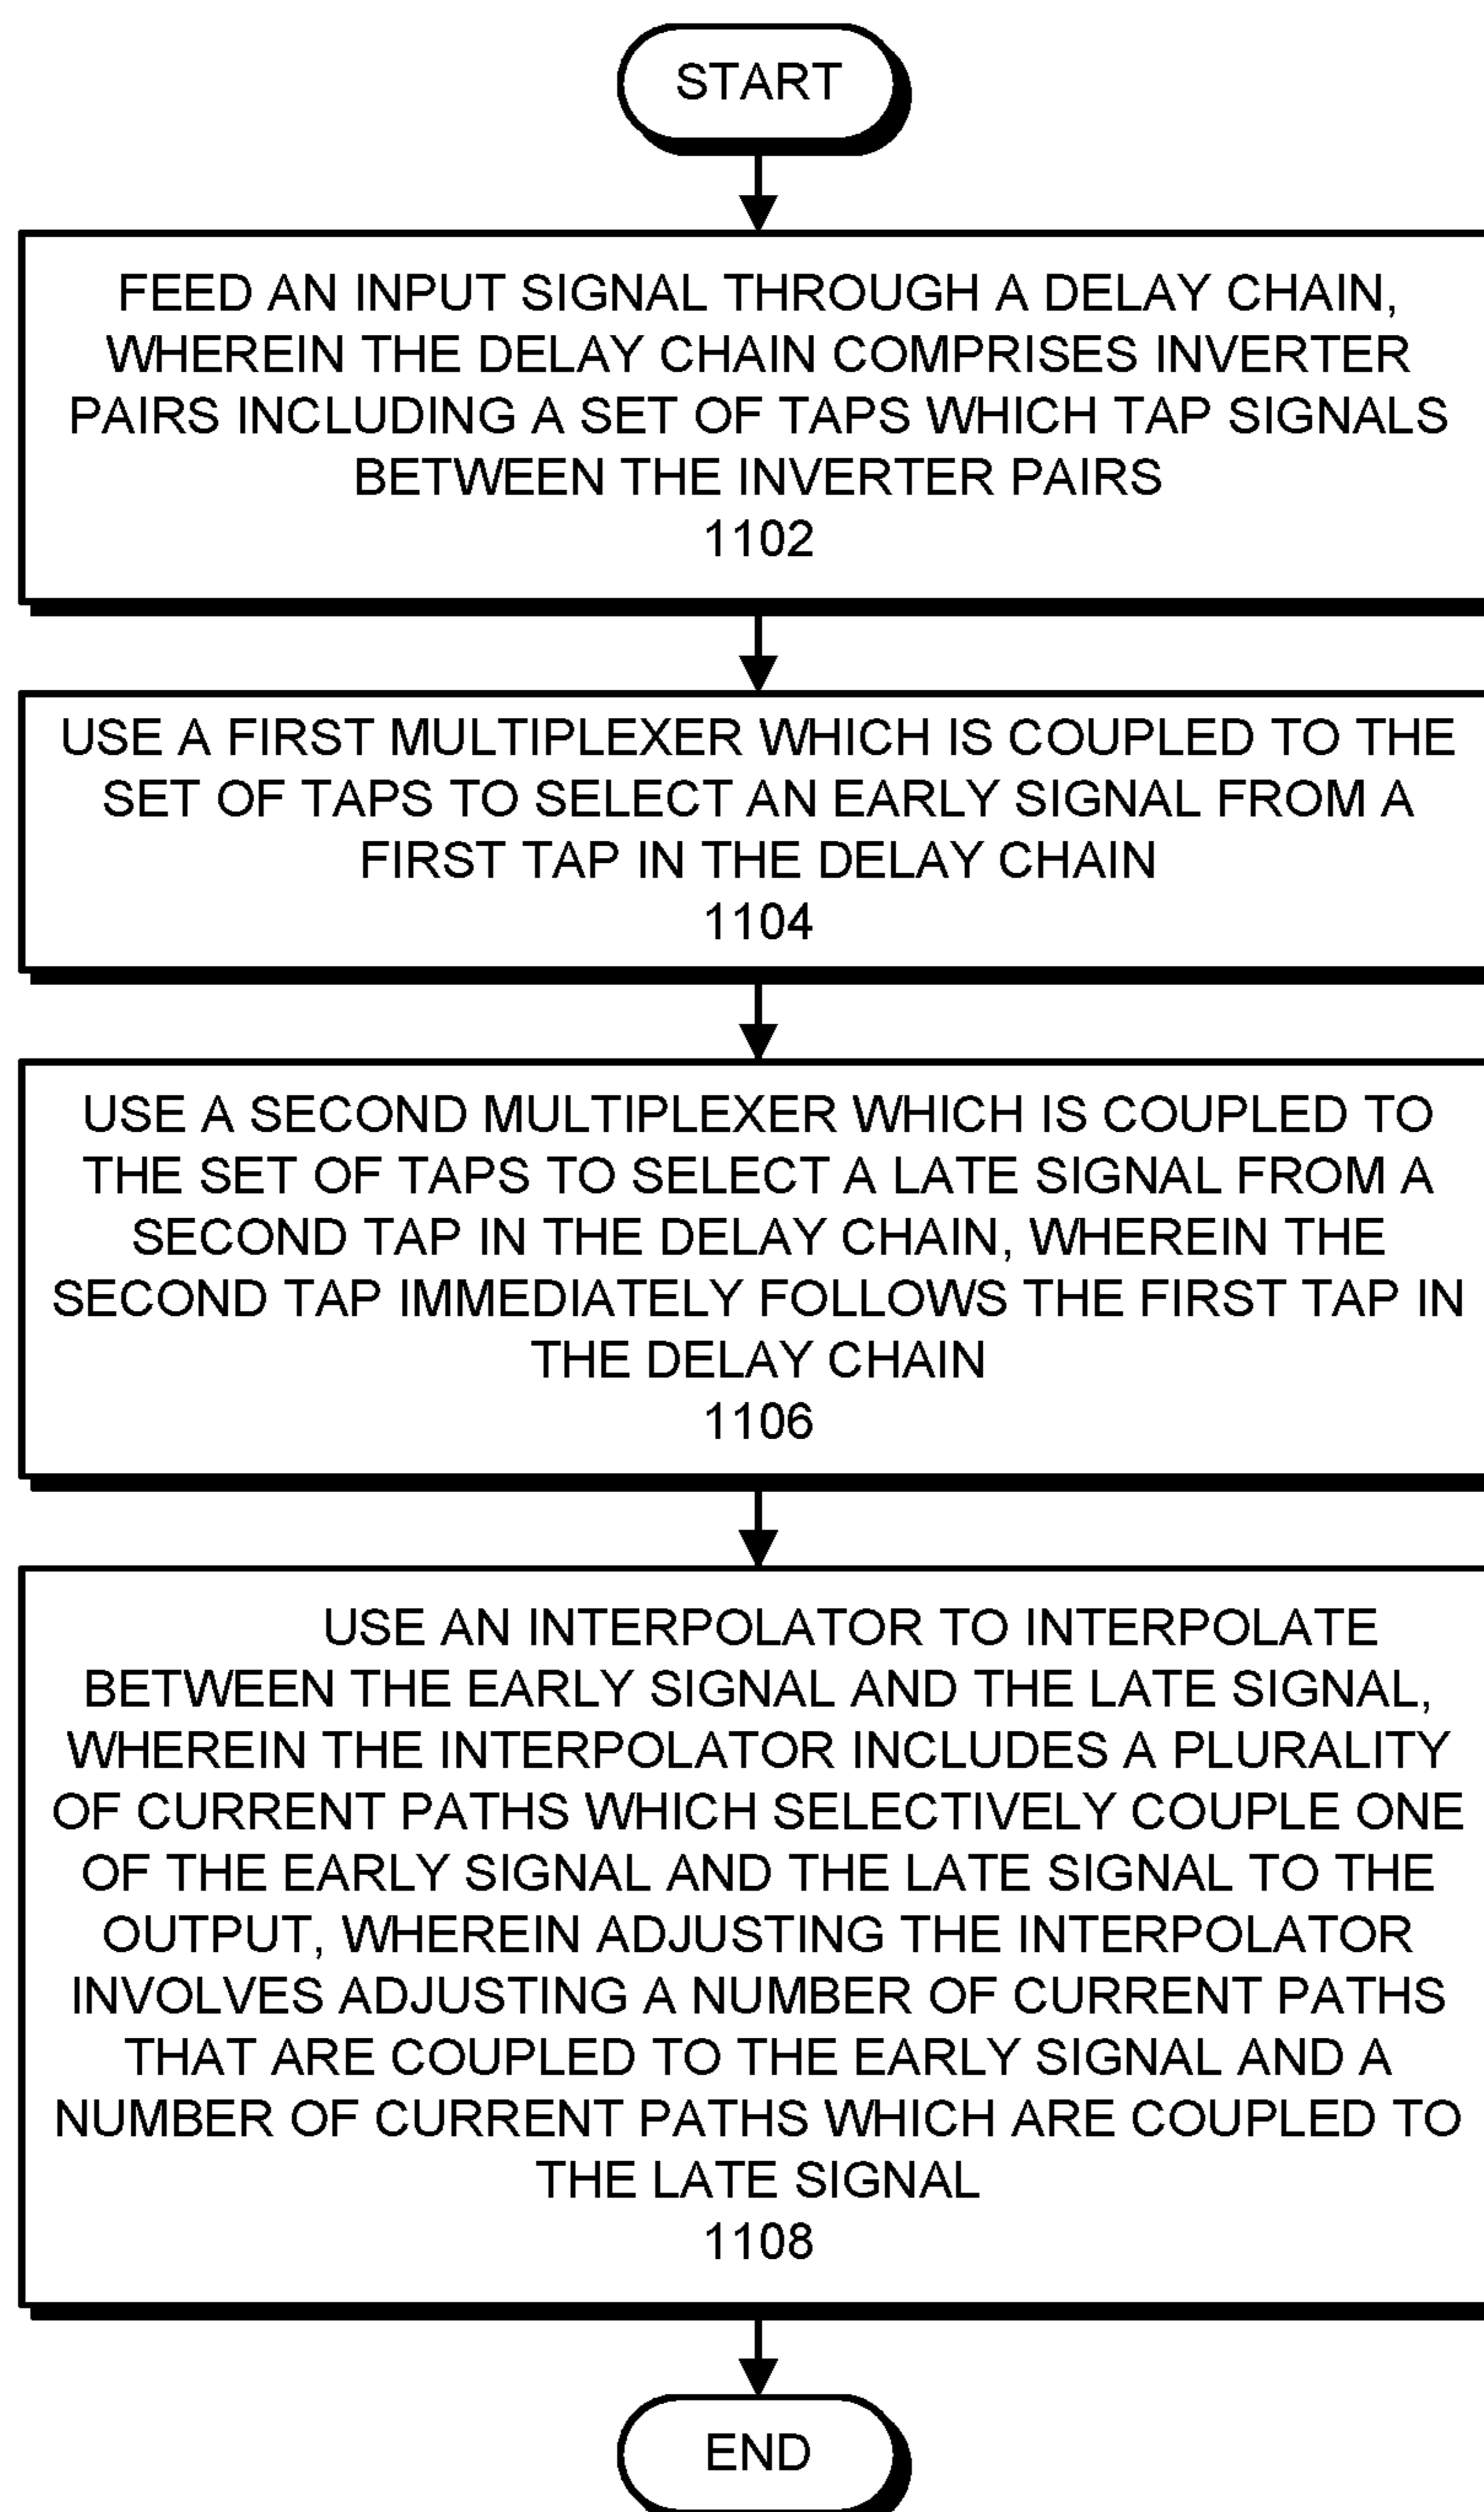 START
FEED AN INPUT SIGNAL THROUGH A DELAY CHAIN,
WHEREIN THE DELAY CHAIN COMPRISES INVERTER
PAIRS INCLUDING A SET OF TAPS WHICH TAP SIGNALS
BETWEEN THE INVERTER PAIRS
1102
USE A FIRST MULTIPLEXER WHICH IS COUPLED TO THE
SET OF TAPS TO SELECT AN EARLY SIGNAL FROM A
FIRST TAP IN THE DELAY CHAIN
1104
USE A SECOND MULTIPLEXER WHICH IS COUPLED TO
THE SET OF TAPS TO SELECT A LATE SIGNAL FROM A
SECOND TAP IN THE DELAY CHAIN, WHEREIN THE
SECOND TAP IMMEDIATELY FOLLOWS THE FIRST TAP IN
THE DELAY CHAIN
1106
USE AN INTERPOLATOR TO INTERPOLATE
BETWEEN THE EARLY SIGNAL AND THE LATE SIGNAL,
WHEREIN THE INTERPOLATOR INCLUDES A PLURALITY
OF CURRENT PATHS WHICH SELECTIVELY COUPLE ONE
OF THE EARLY SIGNAL AND THE LATE SIGNAL TO THE
OUTPUT, WHEREIN ADJUSTING THE INTERPOLATOR
INVOLVES ADJUSTING A NUMBER OF CURRENT PATHS
THAT ARE COUPLED TO THE EARLY SIGNAL AND A
NUMBER OF CURRENT PATHS WHICH ARE COUPLED TO
THE LATE SIGNAL
1108
END